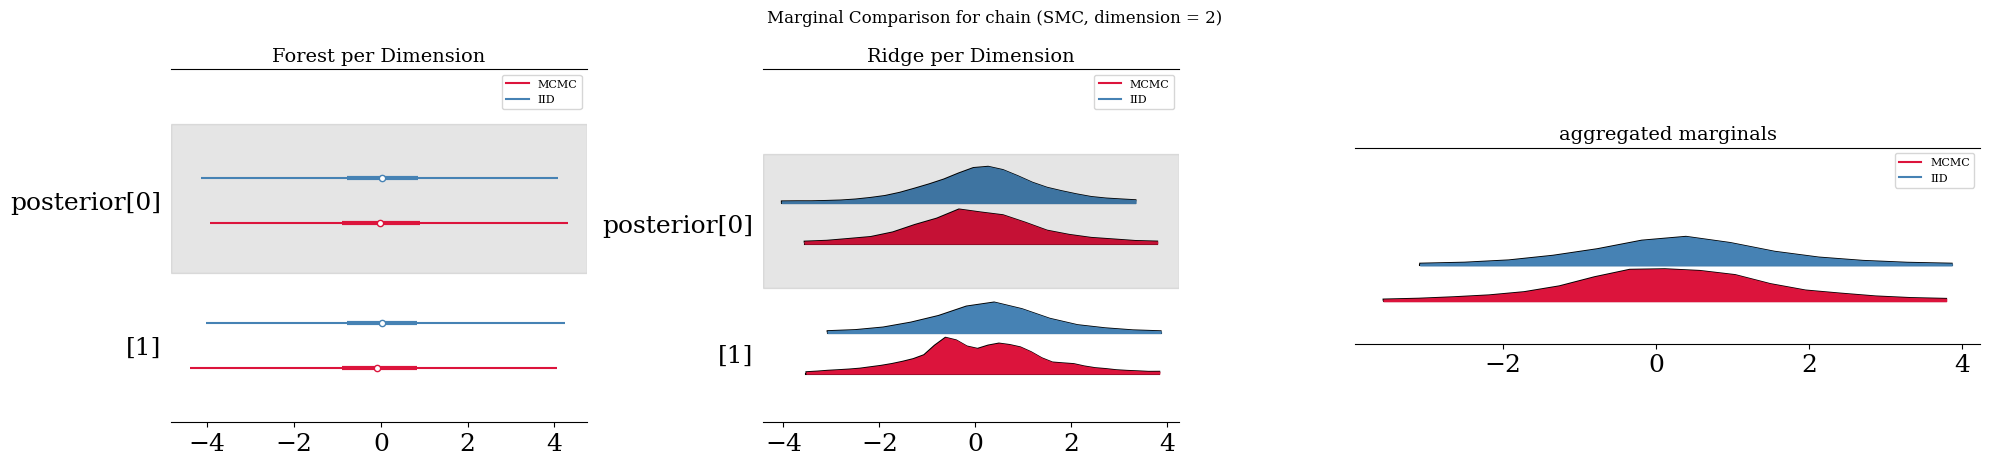 Marginal Comparison for chain (SMC, dimension = 2)
Forest per Dimension
MCMC
IID
posterior[0]
[1]
−4 −2 0 2 4
Ridge per Dimension
MCMC
IID
posterior[0]
[1]
−4 −2 0 2 4
aggregated marginals
MCMC
IID
−2 0 2 4